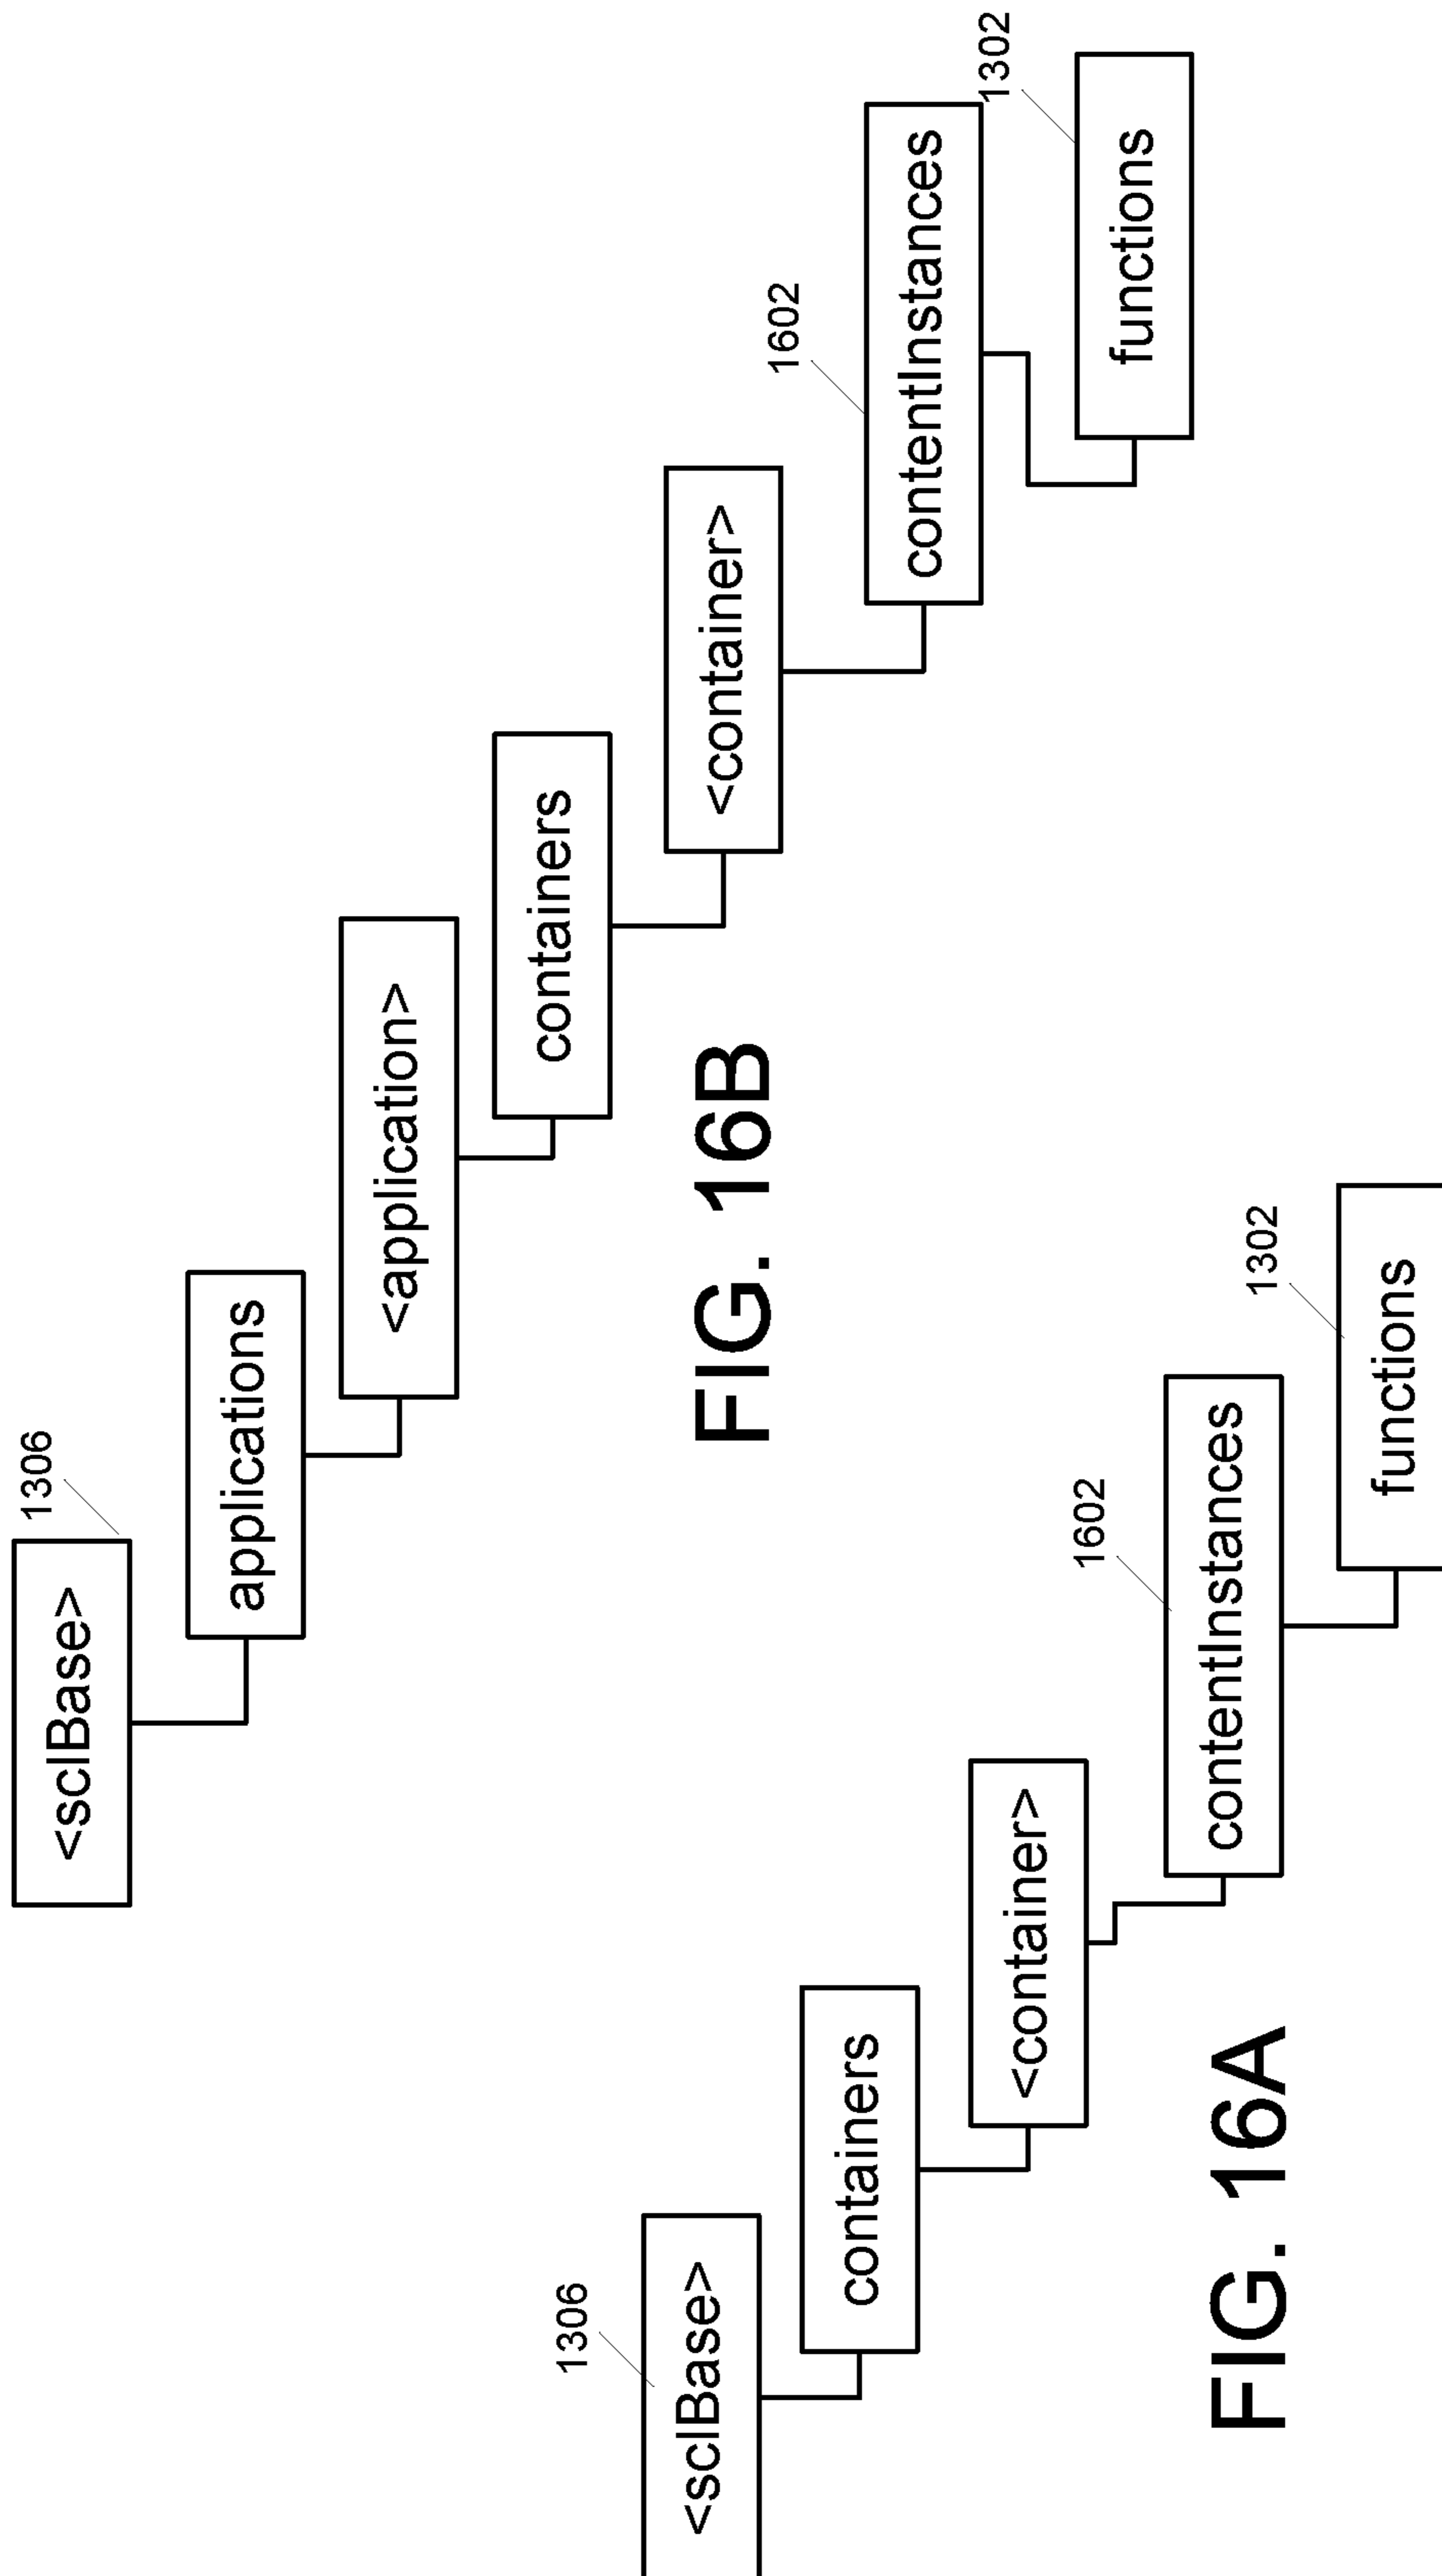 1306
<sclBase>
containers
<container>
1602
contentInstances
1302
functions
FIG. 16A
1306
<sclBase>
applications
<application>
containers
<container>
1602
contentInstances
1302
functions
FIG. 16B